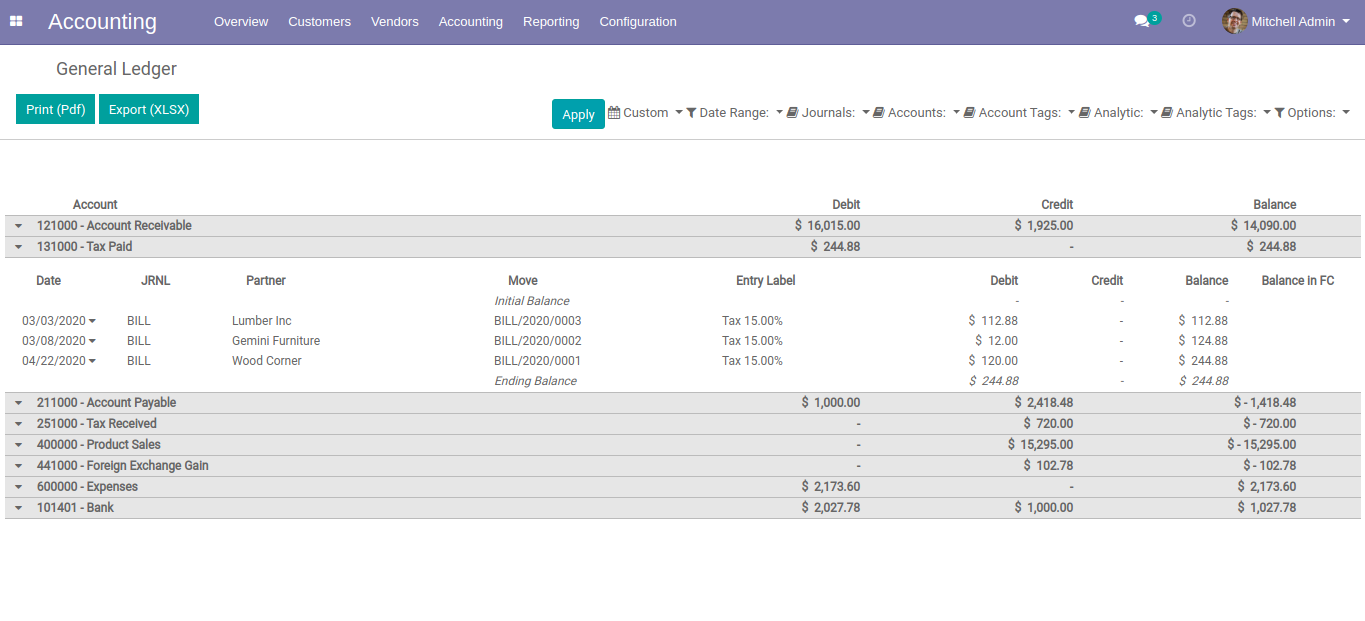 Accounting Overview Customers Vendors Accounting Reporting Configuration 3 Mitchell Admin
General Ledger
Print (Pdf) Export (XLSX)
Apply Custom Date Range: Journals: Accounts: Account Tags: Analytic: Analytic Tags: Options:
Account Debit Credit Balance
121000 - Account Receivable $ 16,015.00 $ 1,925.00 $ 14,090.00
131000 - Tax Paid $ 244.88 - $ 244.88
Date JRNL Partner Move Entry Label Debit Credit Balance Balance In FC
Initial Balance - - -
03/03/2020 BILL Lumber Inc BILL/2020/0003 Tax 15.00% $ 112.88 - $ 112.88
03/08/2020 BILL Gemini Furniture BILL/2020/0002 Tax 15.00% $ 12.00 - $ 124.88
04/22/2020 BILL Wood Corner BILL/2020/0001 Tax 15.00% $ 120.00 - $ 244.88
Ending Balance $ 244.88 - $ 244.88
211000 - Account Payable $ 1,000.00 $ 2,418.48 $ - 1,418.48
251000 - Tax Received - $ 720.00 $ - 720.00
400000 - Product Sales - $ 15,295.00 $ - 15,295.00
441000 - Foreign Exchange Gain - $ 102.78 $ - 102.78
600000 - Expenses $ 2,173.60 - $ 2,173.60
101401 - Bank $ 2,027.78 $ 1,000.00 $ 1,027.78